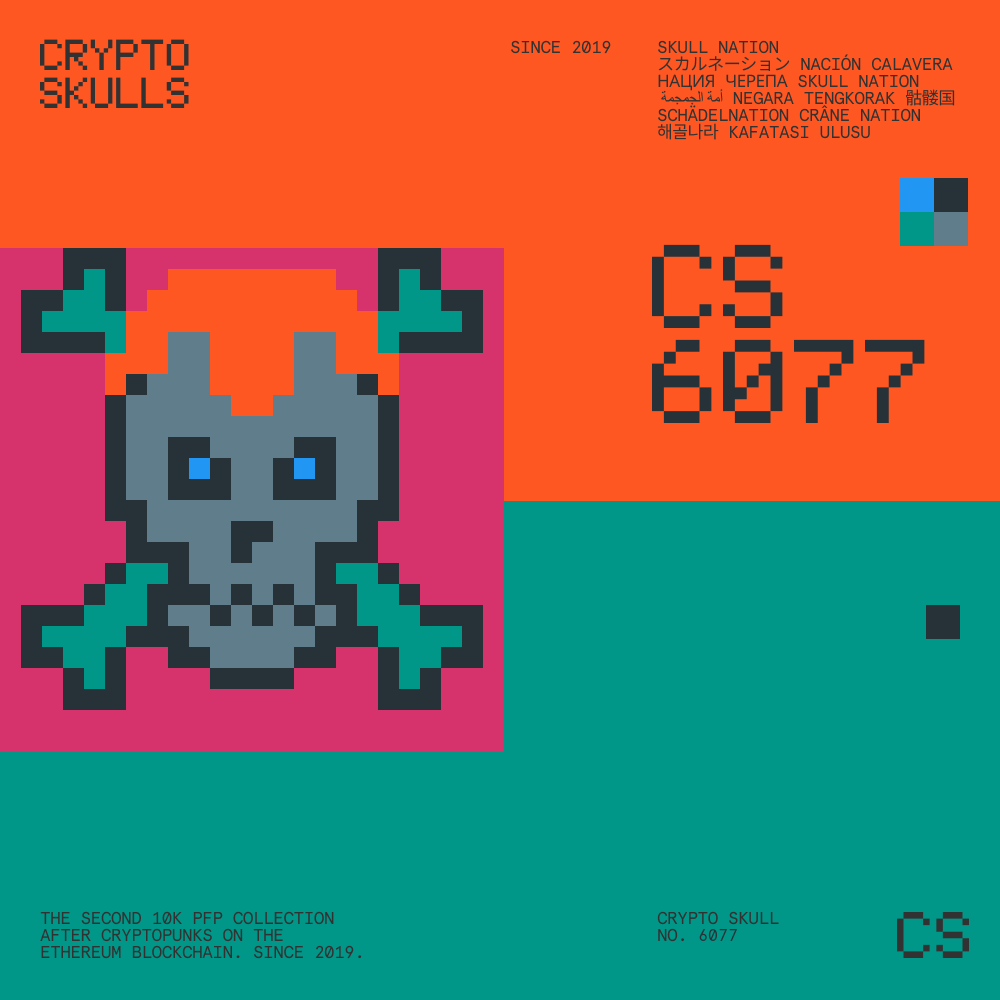 CRYPTO
SKULLS
SINCE 2019
SKULL NATION
スカルネーション NACIÓN CALAVERA
НАЦИЯ ЧЕРЕПА SKULL NATION
أمة الجمجمة NEGARA TENGKORAK 骷髅国
SCHÄDELNATION CRÂNE NATION
해골나라 KAFATASI ULUSU
CS
6077
THE SECOND 10K PFP COLLECTION
AFTER CRYPTOPUNKS ON THE
ETHEREUM BLOCKCHAIN. SINCE 2019.
CRYPTO SKULL
NO. 6077
CS